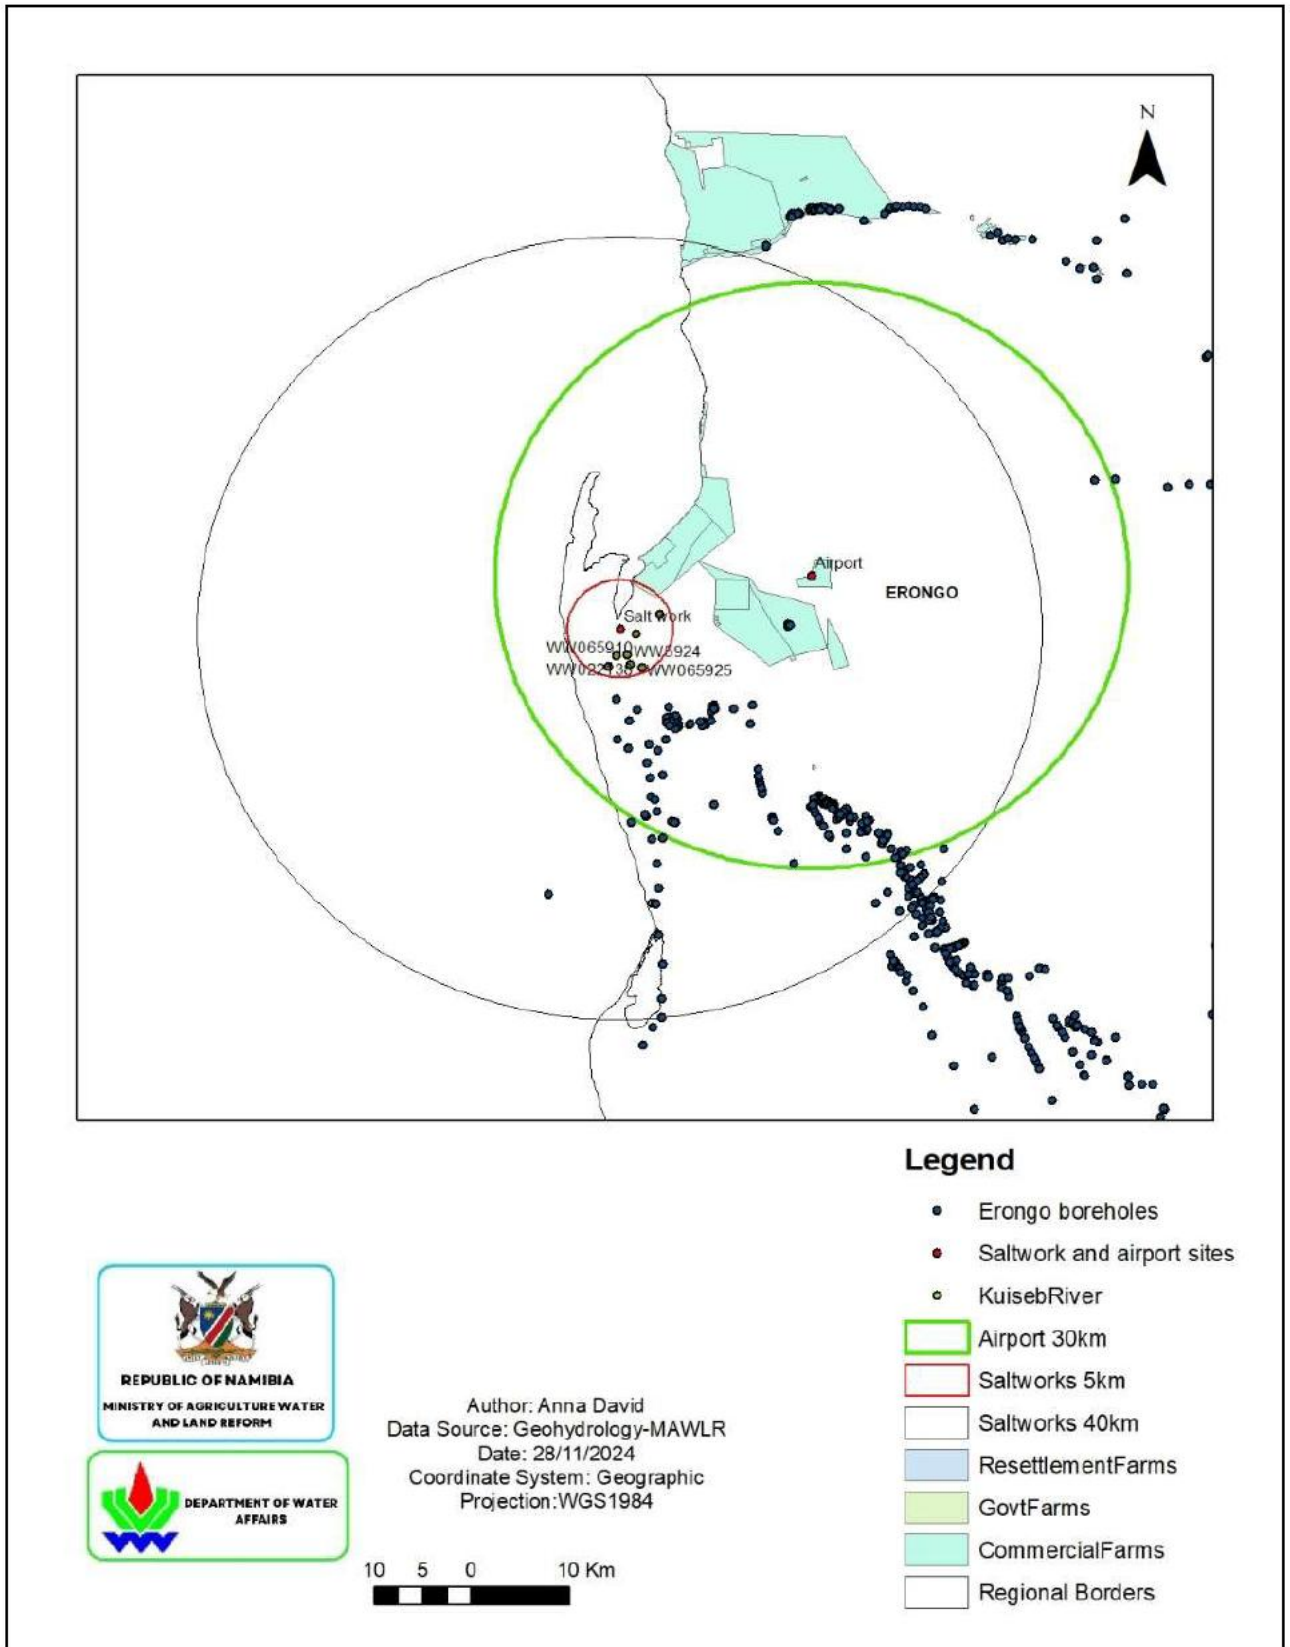 N
Airport
ERONGO
Salt work
WW065910
WW8924
WW065925
Legend
Erongo boreholes
Saltwork and airport sites
KuisebRiver
Airport 30km
Saltworks 5km
Saltworks 40km
ResettlementFarms
GovtFarms
CommercialFarms
Regional Borders
REPUBLIC OF NAMIBIA
MINISTRY OF AGRICULTURE WATER
AND LAND REFORM
DEPARTMENT OF WATER
AFFAIRS
Author: Anna David
Data Source: Geohydrology-MAWLR
Date: 28/11/2024
Coordinate System: Geographic
Projection:WGS1984
10 5 0 10 Km